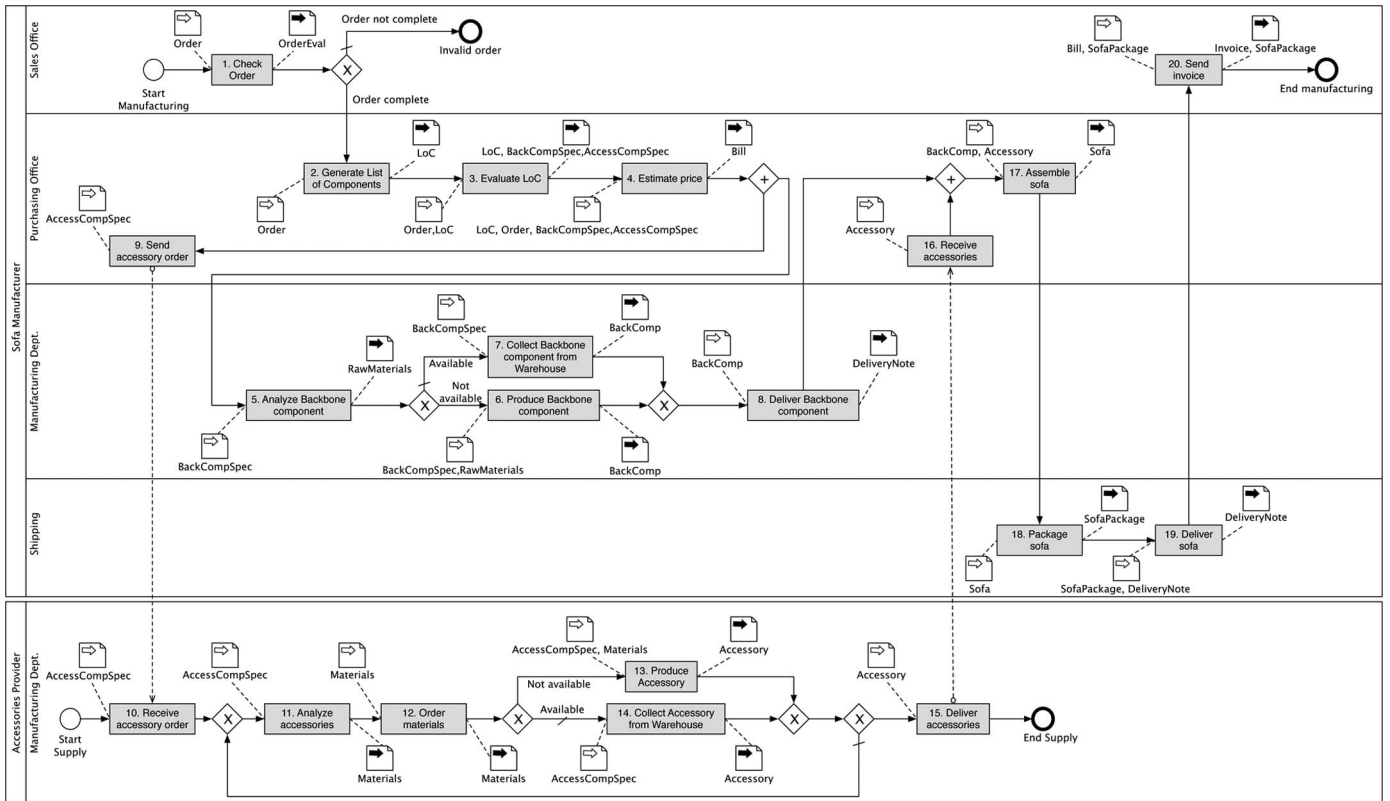 Sofa Manufacturer
Sales Office
Order
OrderEval
Order not complete
Invalid order
1. Check
Order
X
Start
Manufacturing
Order complete
Bill, SofaPackage
Invoice, SofaPackage
20. Send
invoice
End manufacturing
Purchasing Office
LoC
LoC, BackCompSpec,AccessCompSpec
Bill
2. Generate List
of Components
3. Evaluate LoC
4. Estimate price
Order
Order,LoC
LoC, Order, BackCompSpec,AccessCompSpec
AccessCompSpec
9. Send
accessory order
BackComp, Accessory
Sofa
17. Assemble
sofa
Accessory
16. Receive
accessories
Manufacturing Dept.
BackCompSpec
BackComp
7. Collect Backbone
component from
Warehouse
RawMaterials
Available
Not
available
5. Analyze Backbone
component
X
6. Produce Backbone
component
X
BackComp
DeliveryNote
8. Deliver Backbone
component
BackCompSpec
BackCompSpec,RawMaterials
BackComp
Shipping
SofaPackage
DeliveryNote
18. Package
sofa
19. Deliver
sofa
Sofa
SofaPackage, DeliveryNote
Accessories Provider
Manufacturing Dept.
AccessCompSpec
AccessCompSpec
Materials
AccessCompSpec, Materials
Accessory
Accessory
13. Produce
Accessory
Not available
Available
Start
Supply
10. Receive
accessory order
X
11. Analyze
accessories
12. Order
materials
X
14. Collect Accessory
from Warehouse
X
X
15. Deliver
accessories
End Supply
Materials
Materials
AccessCompSpec
Accessory